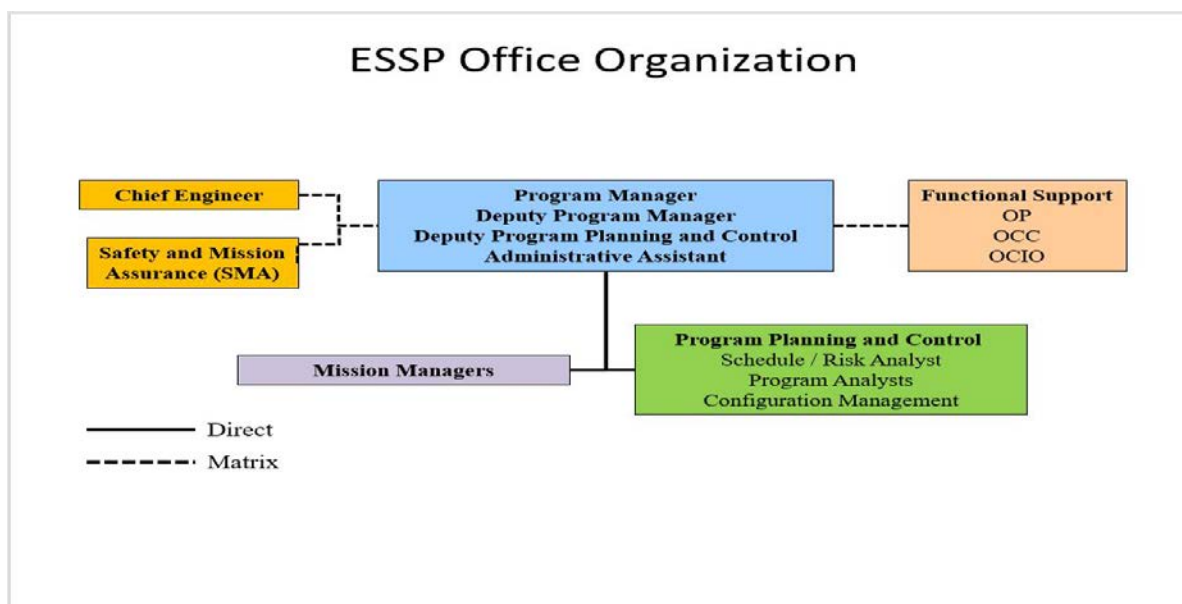 ESSP Office Organization
Chief Engineer
Safety and Mission
Assurance (SMA)
Program Manager
Deputy Program Manager
Deputy Program Planning and Control
Administrative Assistant
Functional Support
OP
OCC
OCIO
Mission Managers
Program Planning and Control
Schedule / Risk Analyst
Program Analysts
Configuration Management
Direct
Matrix